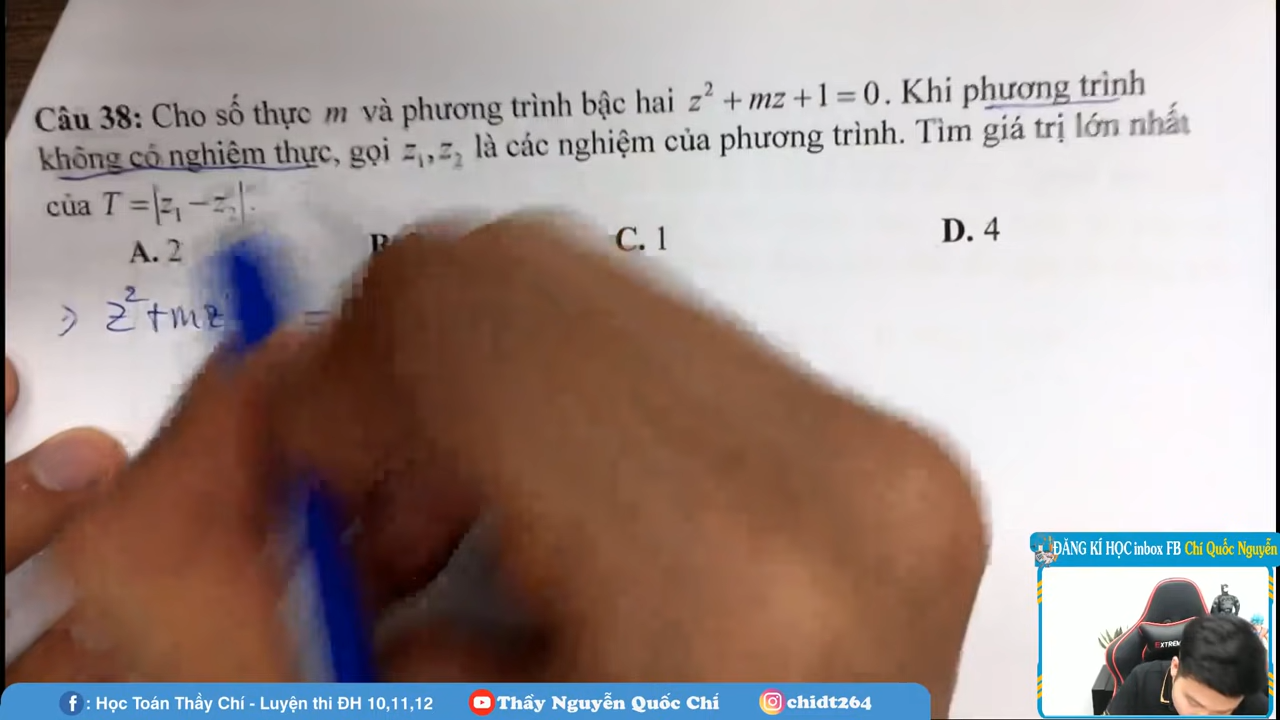 Câu 38: Cho số thực m và phương trình bậc hai z² + mz + 1 = 0. Khi phương trình
không có nghiệm thực, gọi z₁, z₂ là các nghiệm của phương trình. Tìm giá trị lớn nhất
của T = |z₁ − z₂|.
A. 2
C. 1
D. 4
z² + mz
=
ĐĂNG KÍ HỌC inbox FB Chí Quốc Nguyễn
EXTREM
: Học Toán Thầy Chí - Luyện thi ĐH 10,11,12
Thầy Nguyễn Quốc Chí
chidt264